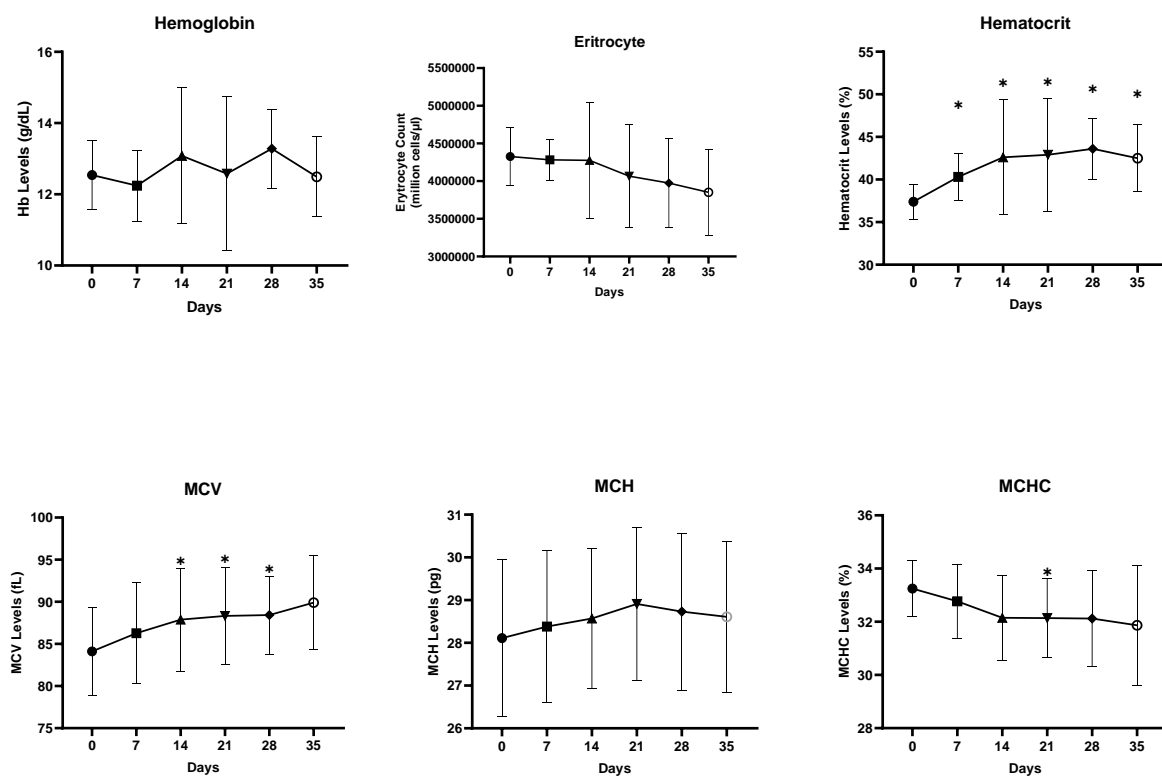 Hemoglobin
Hb Levels (g/dL)
16
14
12
10
0 7 14 21 28 35
Days
Eritrocyte
Erytrocyte Count
(million cells/µl)
5500000
5000000
4500000
4000000
3500000
3000000
0 7 14 21 28 35
Days
Hematocrit
Hematocrit Levels (%)
55
50
45
40
35
30
* * * * *
0 7 14 21 28 35
Days
MCV
MCV Levels (fL)
100
95
90
85
80
75
* * *
0 7 14 21 28 35
Days
MCH
MCH Levels (pg)
31
30
29
28
27
26
0 7 14 21 28 35
Days
MCHC
MCHC Levels (%)
36
34
32
30
28
*
0 7 14 21 28 35
Days